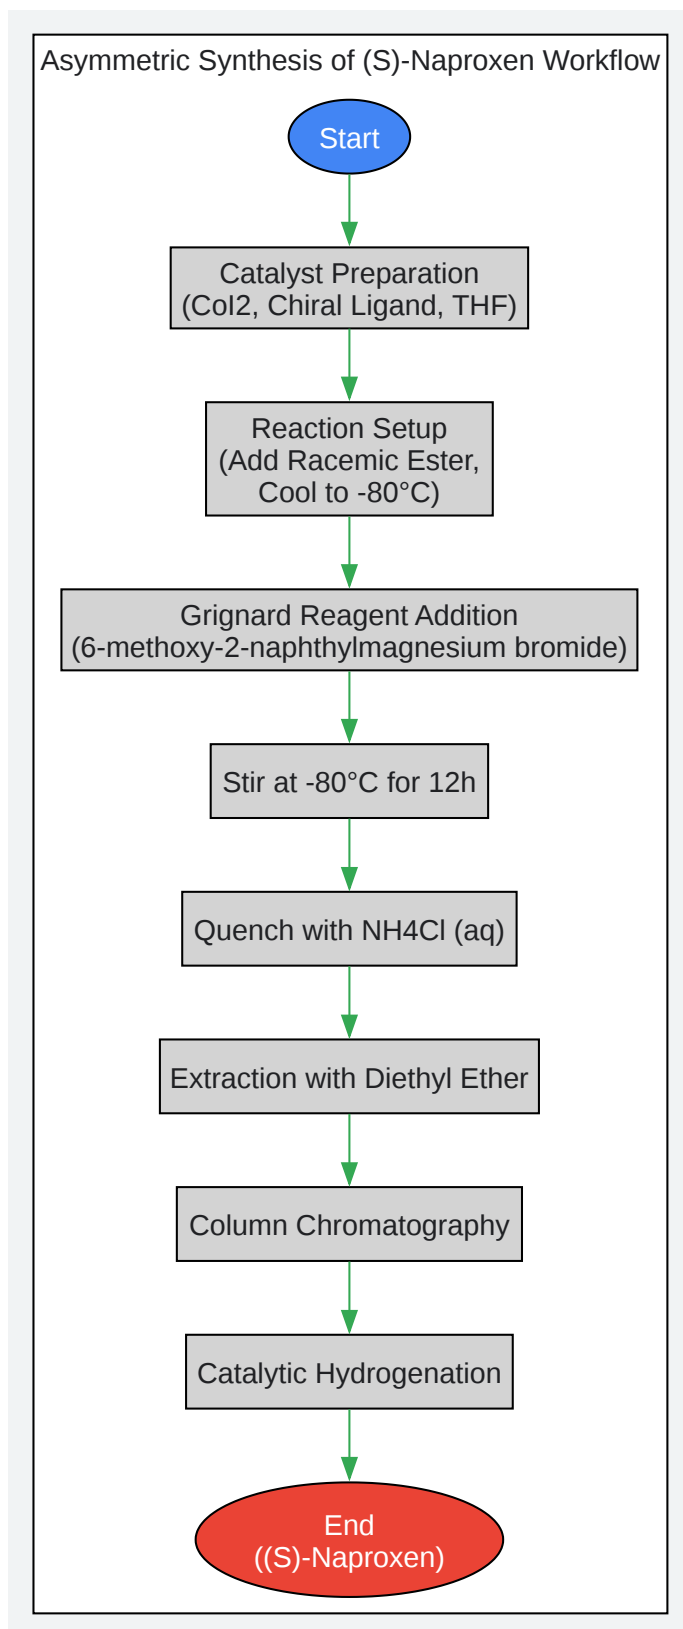 Asymmetric Synthesis of (S)-Naproxen Workflow
Start
Catalyst Preparation
(CoI2, Chiral Ligand, THF)
Reaction Setup
(Add Racemic Ester,
Cool to -80°C)
Grignard Reagent Addition
(6-methoxy-2-naphthylmagnesium bromide)
Stir at -80°C for 12h
Quench with NH4Cl (aq)
Extraction with Diethyl Ether
Column Chromatography
Catalytic Hydrogenation
End
((S)-Naproxen)